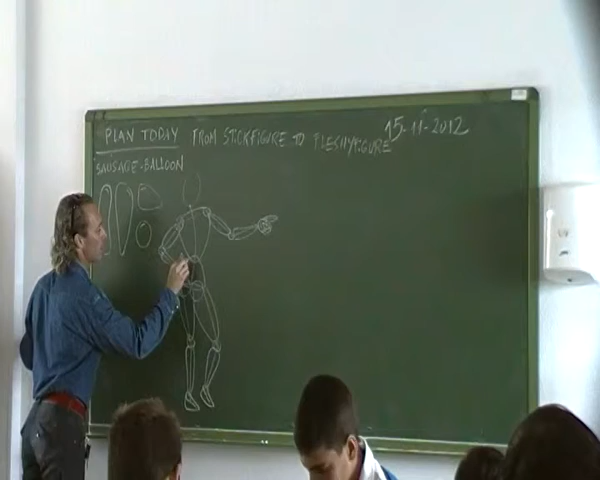 PLAN TODAY FROM STICKFIGURE TO FLESHYFIGURE 15-11-2012
SAUSAGE-BALLOON